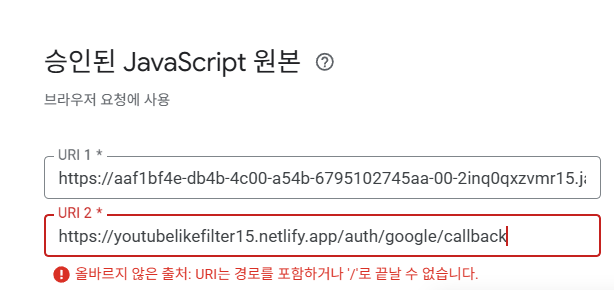 승인된 JavaScript 원본
브라우저 요청에 사용
URI 1 *
https://aaf1bf4e-db4b-4c00-a54b-6795102745aa-00-2inq0qxzvmr15.ja
URI 2 *
https://youtubelikefilter15.netlify.app/auth/google/callback
올바르지 않은 출처: URI는 경로를 포함하거나 '/'로 끝날 수 없습니다.